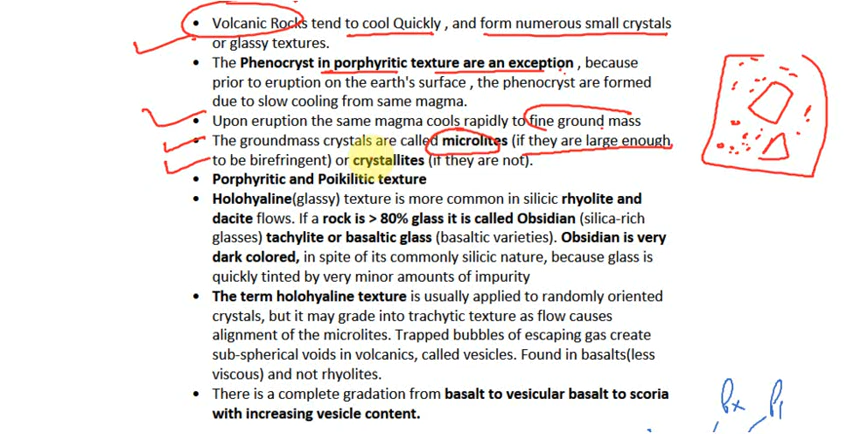 • Volcanic Rocks tend to cool Quickly , and form numerous small crystals
or glassy textures.
• The Phenocryst in porphyritic texture are an exception , because
prior to eruption on the earth's surface , the phenocryst are formed
due to slow cooling from same magma.
• Upon eruption the same magma cools rapidly to fine ground mass
• The groundmass crystals are called microlites (if they are large enough
to be birefringent) or crystallites (if they are not).
• Porphyritic and Poikilitic texture
• Holohyaline(glassy) texture is more common in silicic rhyolite and
dacite flows. If a rock is > 80% glass it is called Obsidian (silica-rich
glasses) tachylite or basaltic glass (basaltic varieties). Obsidian is very
dark colored, in spite of its commonly silicic nature, because glass is
quickly tinted by very minor amounts of impurity
• The term holohyaline texture is usually applied to randomly oriented
crystals, but it may grade into trachytic texture as flow causes
alignment of the microlites. Trapped bubbles of escaping gas create
sub-spherical voids in volcanics, called vesicles. Found in basalts(less
viscous) and not rhyolites.
• There is a complete gradation from basalt to vesicular basalt to scoria
with increasing vesicle content.